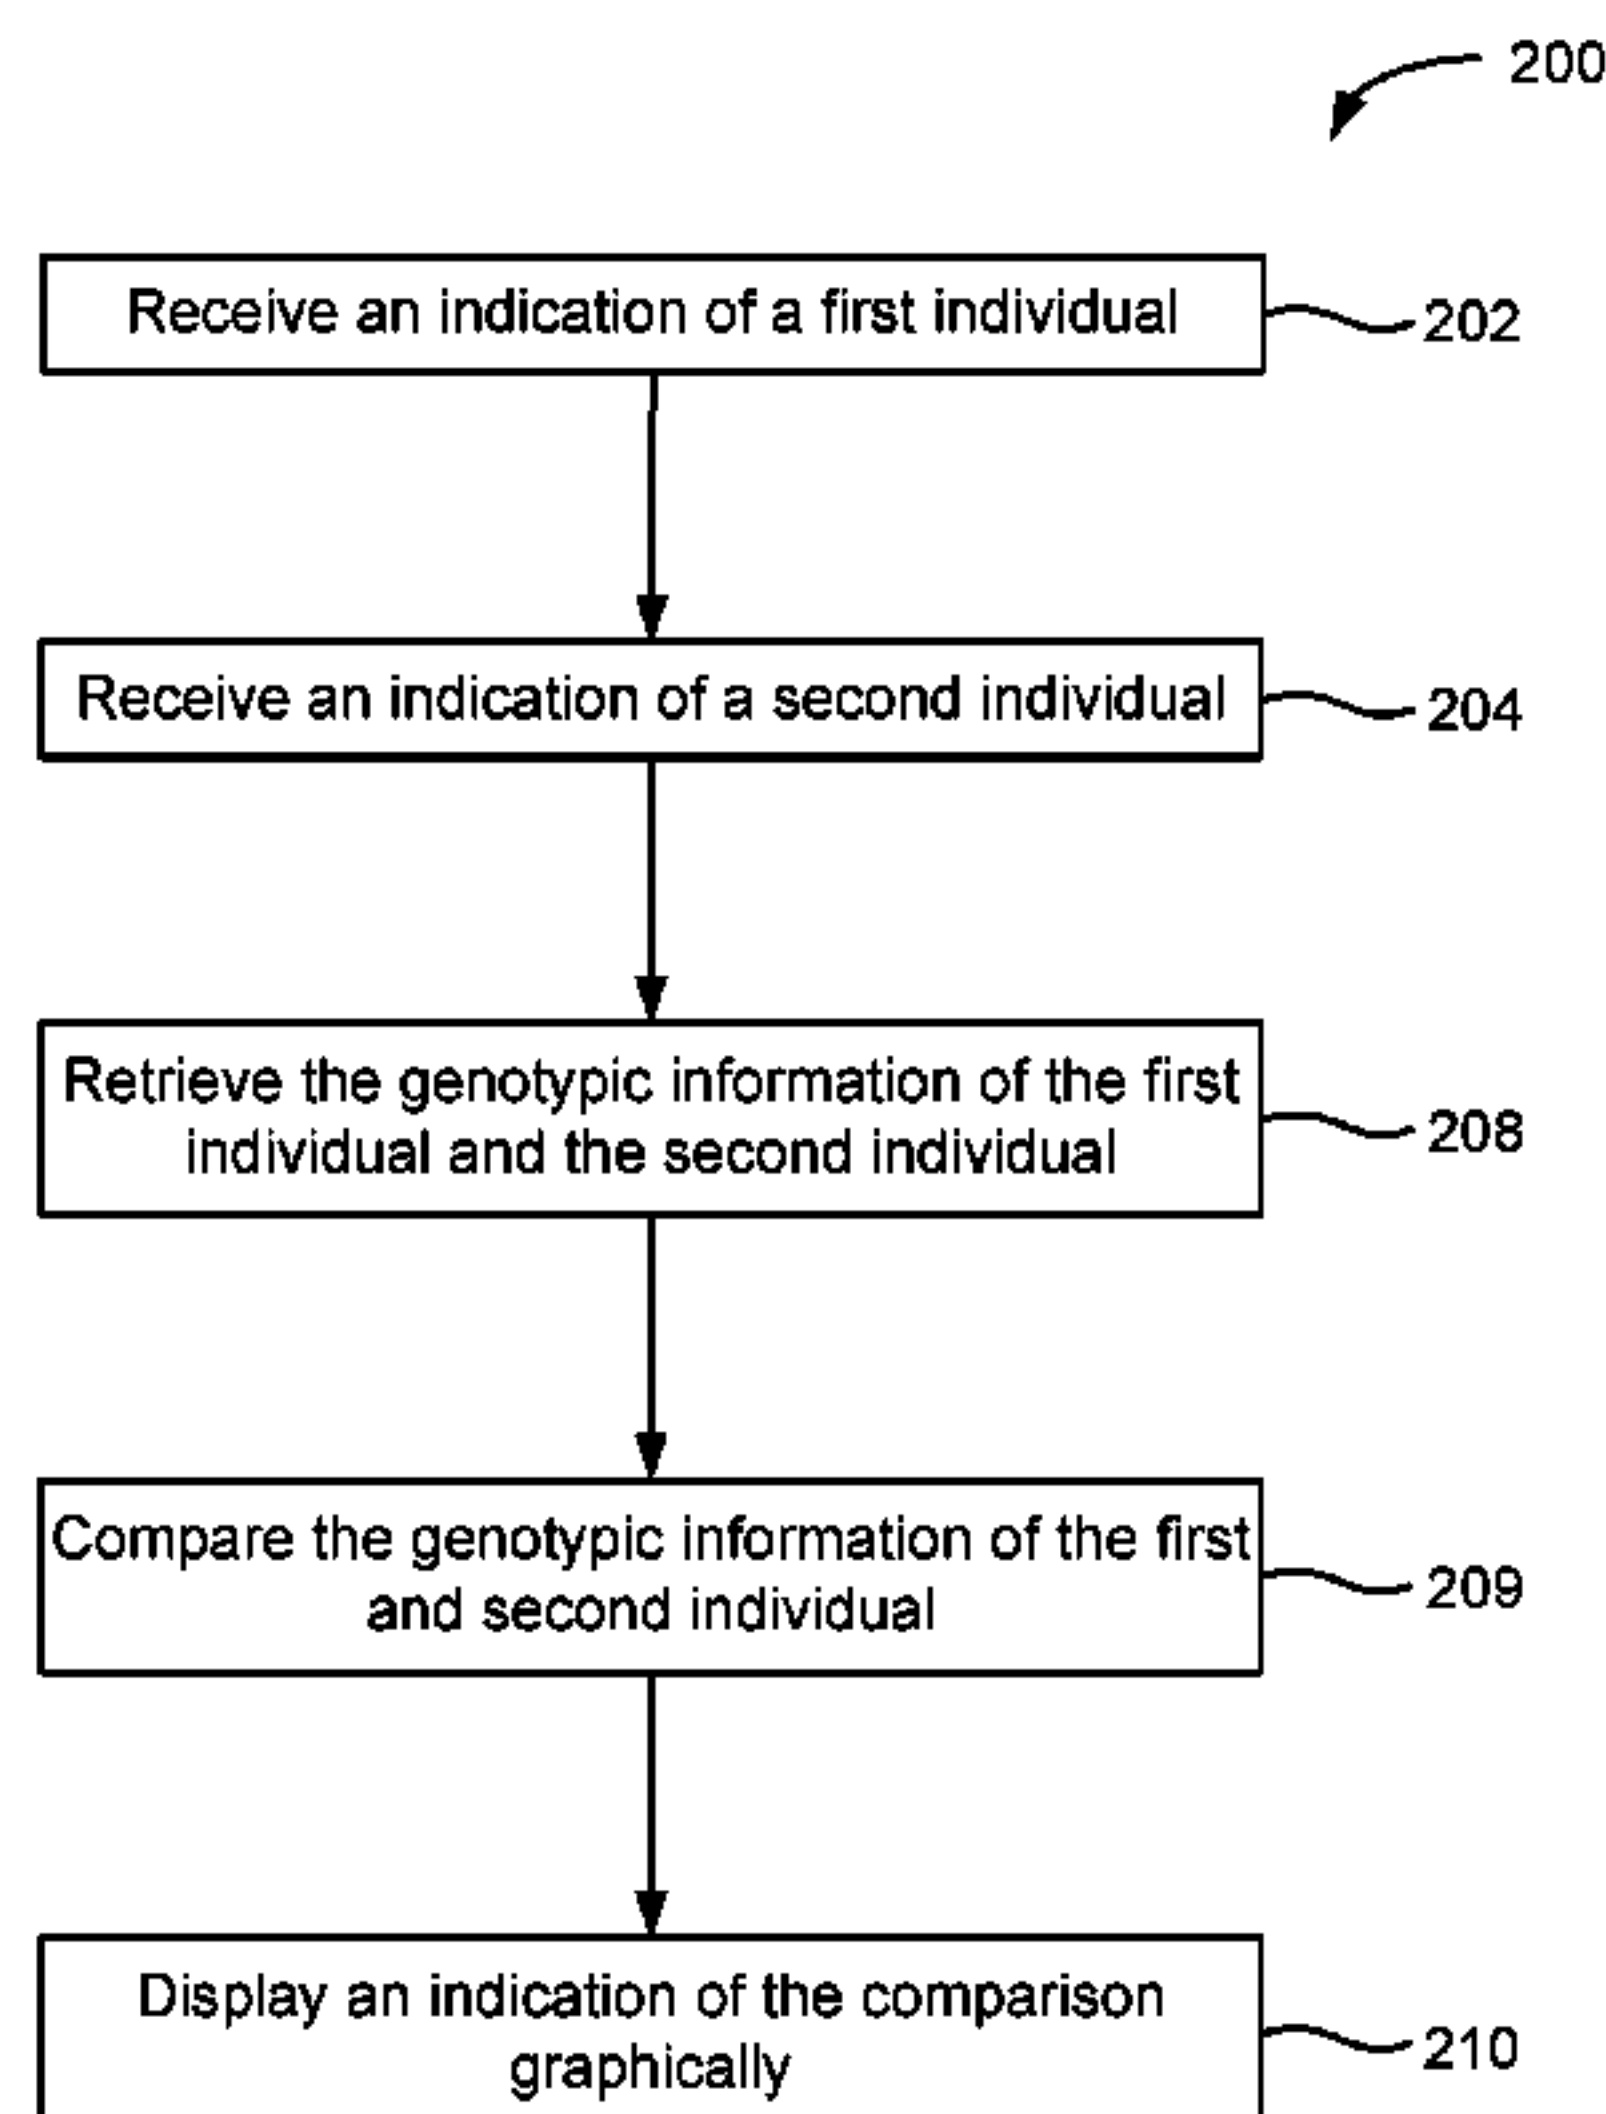 200
Receive an indication of a first individual
202
Receive an indication of a second individual
204
Retrieve the genotypic information of the first
individual and the second individual
208
Compare the genotypic information of the first
and second individual
209
Display an indication of the comparison
graphically
210